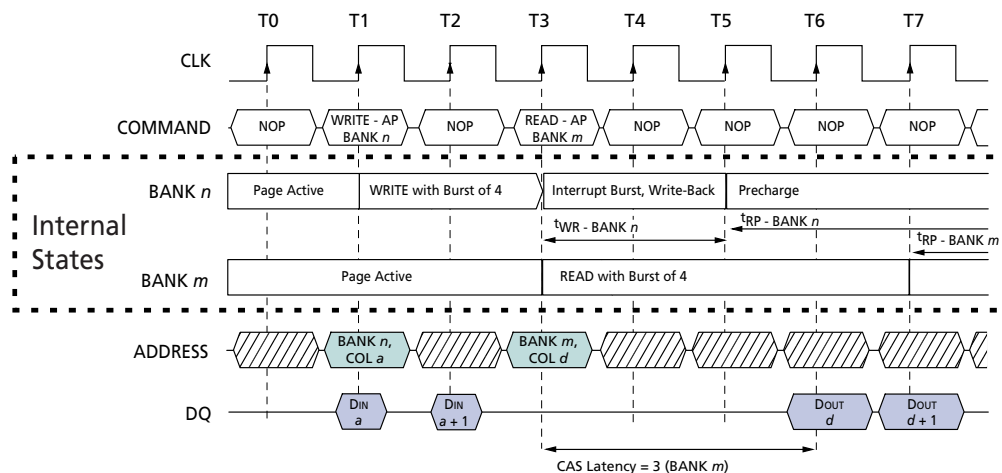 T0 T1 T2 T3 T4 T5 T6 T7
CLK
COMMAND NOP WRITE - AP BANK n NOP READ - AP BANK m NOP NOP NOP NOP
Internal States
BANK n Page Active WRITE with Burst of 4 Interrupt Burst, Write-Back Precharge
tWR - BANK n tRP - BANK n
tRP - BANK m
BANK m Page Active READ with Burst of 4
ADDRESS BANK n, COL a BANK m, COL d
DQ DIN a DIN a + 1 DOUT d DOUT d + 1
CAS Latency = 3 (BANK m)